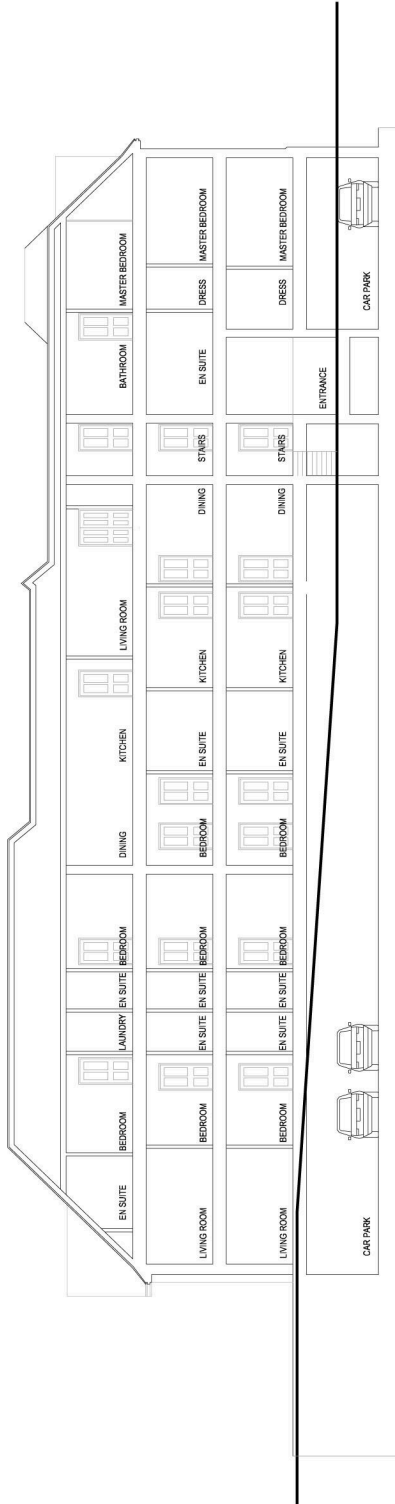 EN SUITE
BEDROOM
LAUNDRY
EN SUITE
BEDROOM
DINING
KITCHEN
LIVING ROOM
BATHROOM
MASTER BEDROOM
LIVING ROOM
BEDROOM
EN SUITE
EN SUITE
BEDROOM
BEDROOM
EN SUITE
KITCHEN
DINING
STAIRS
EN SUITE
DRESS
MASTER BEDROOM
LIVING ROOM
BEDROOM
EN SUITE
EN SUITE
BEDROOM
BEDROOM
EN SUITE
KITCHEN
DINING
STAIRS
DRESS
MASTER BEDROOM
ENTRANCE
CAR PARK
CAR PARK